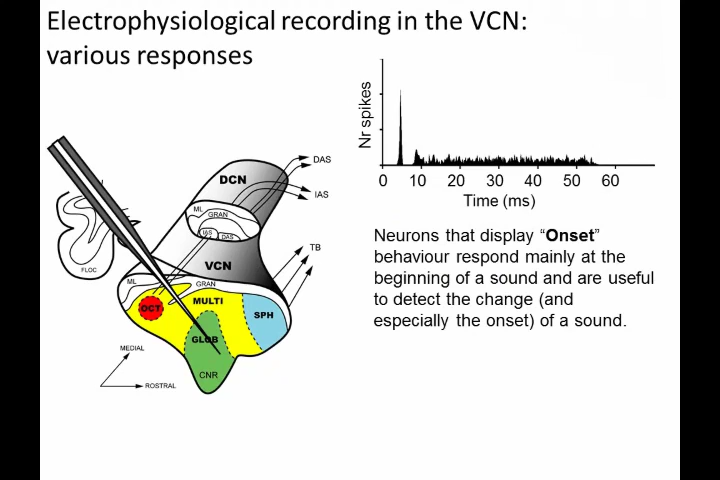 Electrophysiological recording in the VCN:
various responses
Nr spikes
0 10 20 30 40 50 60
Time (ms)
Neurons that display “Onset”
behaviour respond mainly at the
beginning of a sound and are useful
to detect the change (and
especially the onset) of a sound.
DAS
IAS
DCN
ML
GRAN
IAS
DAS
TB
FLOC
VCN
ML
GRAN
OCT
MULTI
SPH
GLOB
CNR
MEDIAL
ROSTRAL